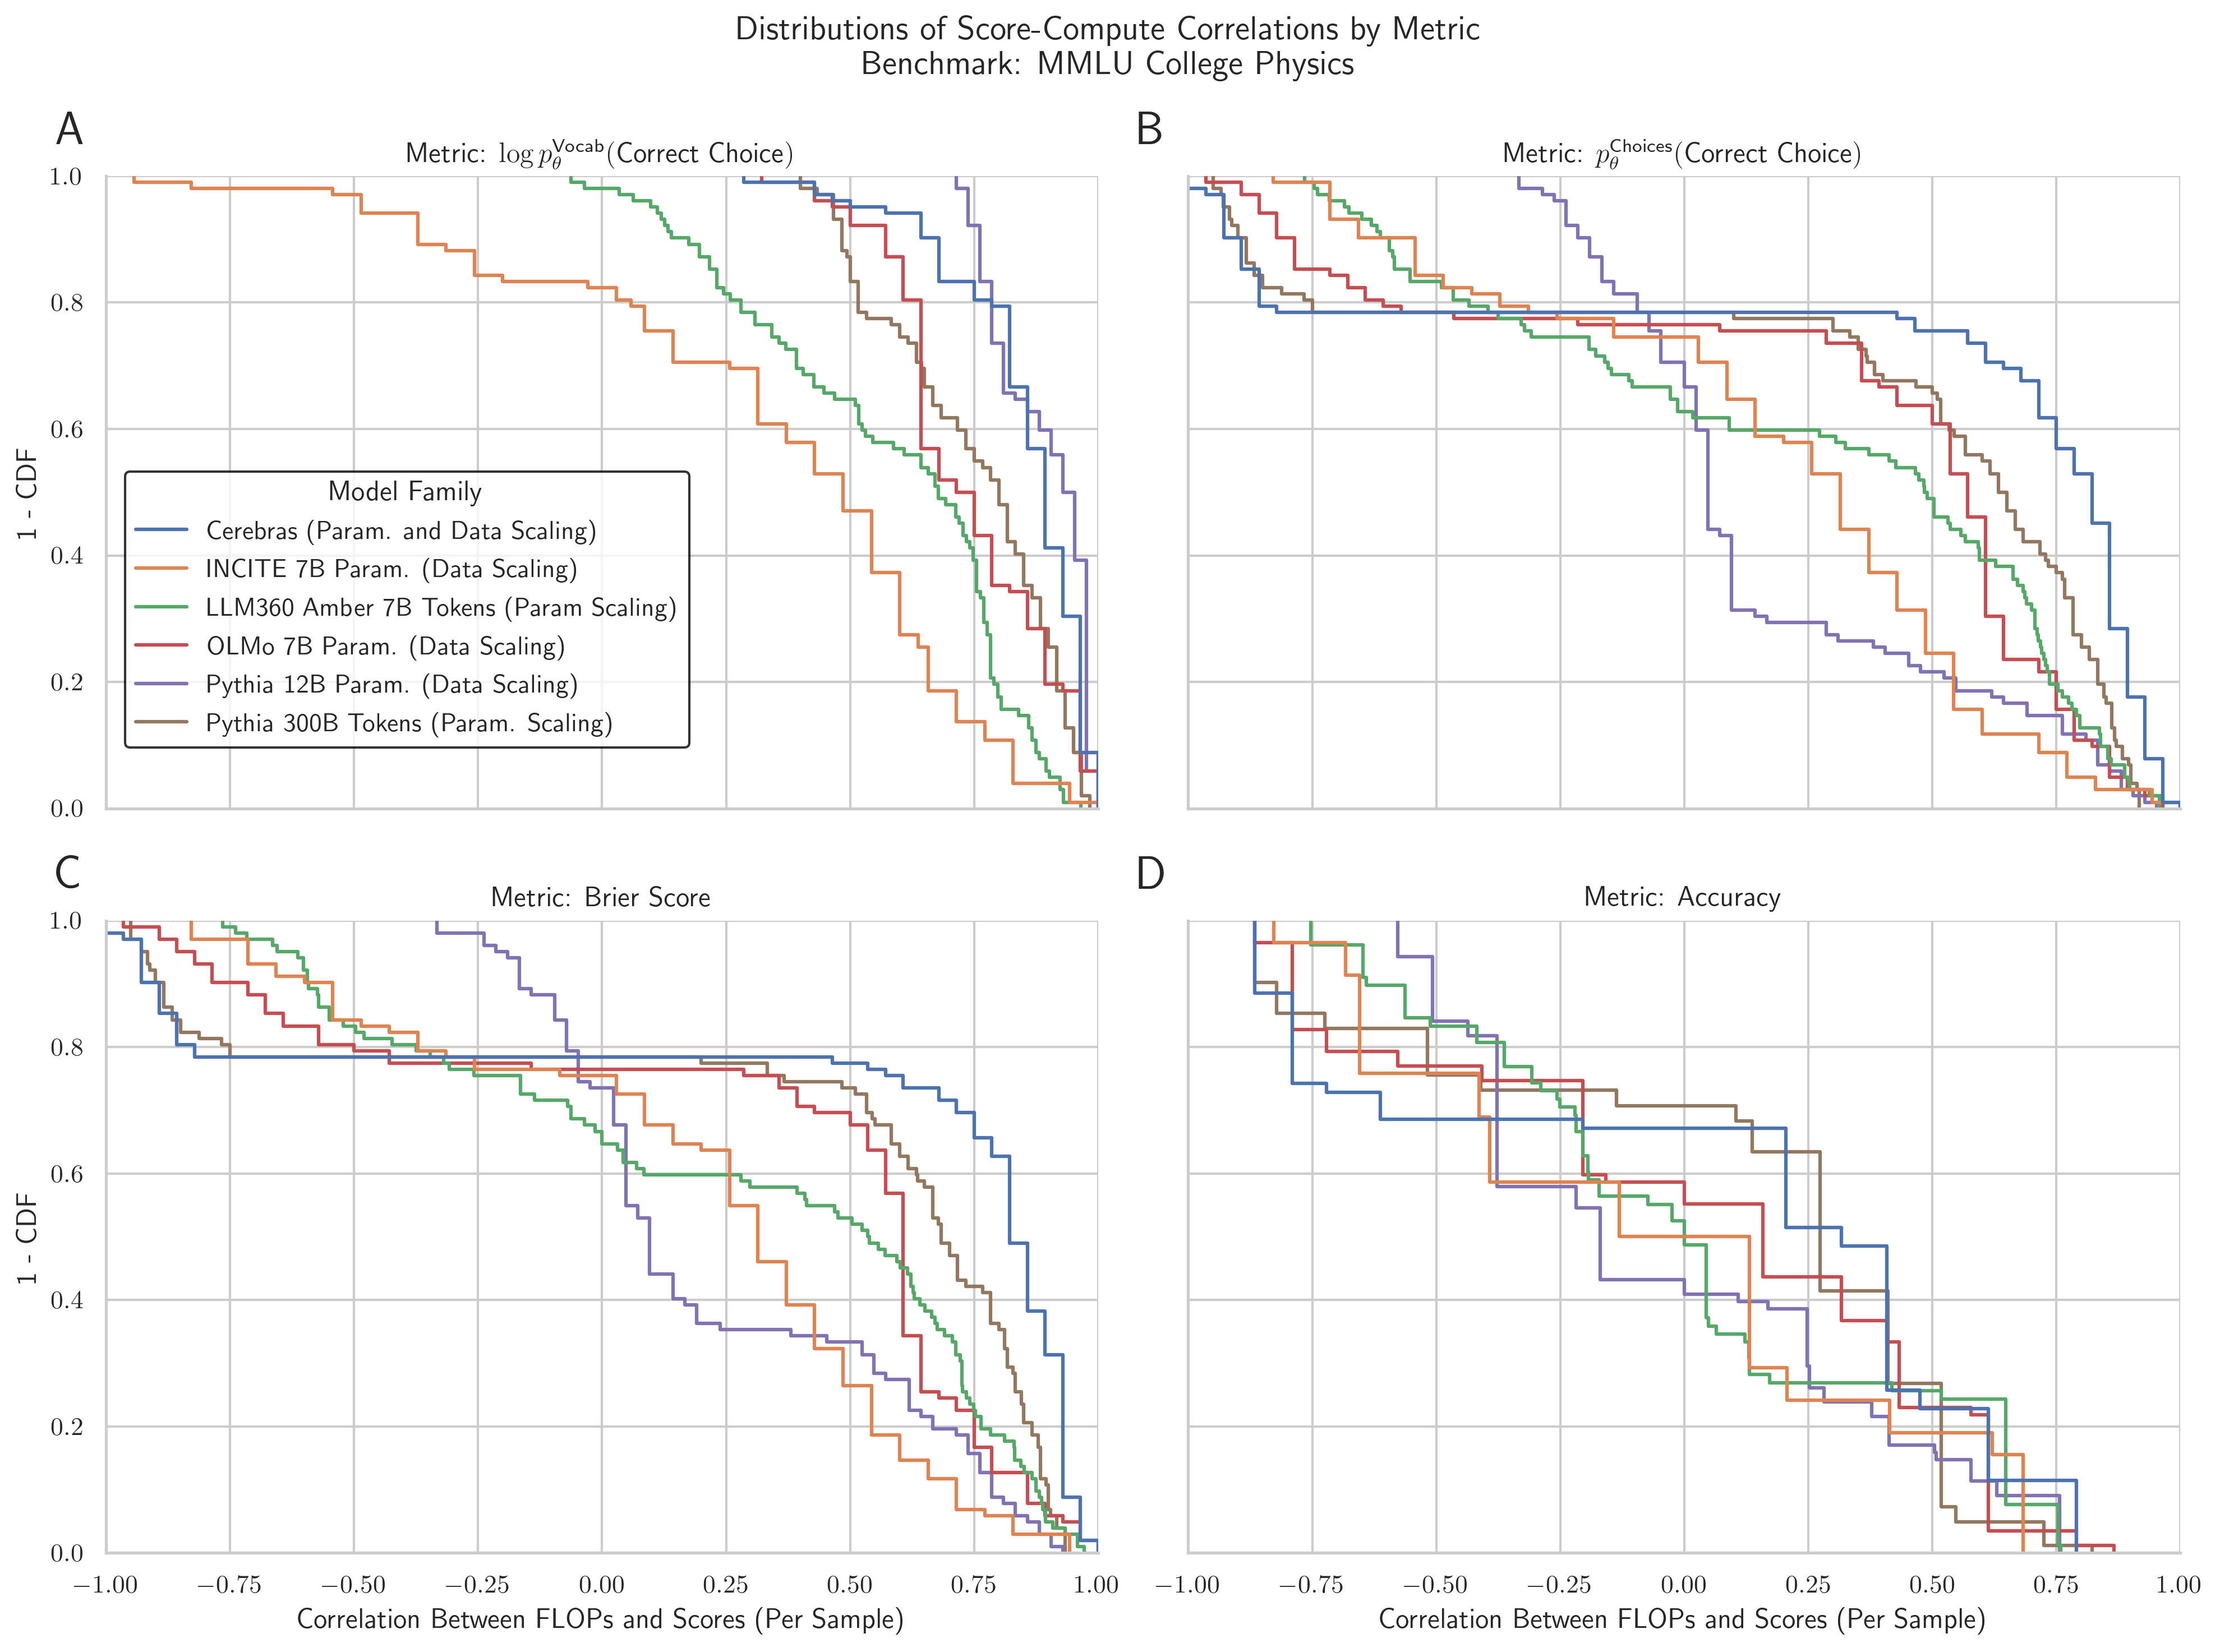 Distributions of Score-Compute Correlations by Metric
Benchmark: MMLU College Physics
A
Metric: log p_θ^Vocab(Correct Choice)
1.0
0.8
0.6
0.4
0.2
0.0
1 - CDF
Model Family
Cerebras (Param. and Data Scaling)
INCITE 7B Param. (Data Scaling)
LLM360 Amber 7B Tokens (Param Scaling)
OLMo 7B Param. (Data Scaling)
Pythia 12B Param. (Data Scaling)
Pythia 300B Tokens (Param. Scaling)
B
Metric: p_θ^Choices(Correct Choice)
C
Metric: Brier Score
1.0
0.8
0.6
0.4
0.2
0.0
1 - CDF
−1.00 −0.75 −0.50 −0.25 0.00 0.25 0.50 0.75 1.00
Correlation Between FLOPs and Scores (Per Sample)
D
Metric: Accuracy
−1.00 −0.75 −0.50 −0.25 0.00 0.25 0.50 0.75 1.00
Correlation Between FLOPs and Scores (Per Sample)